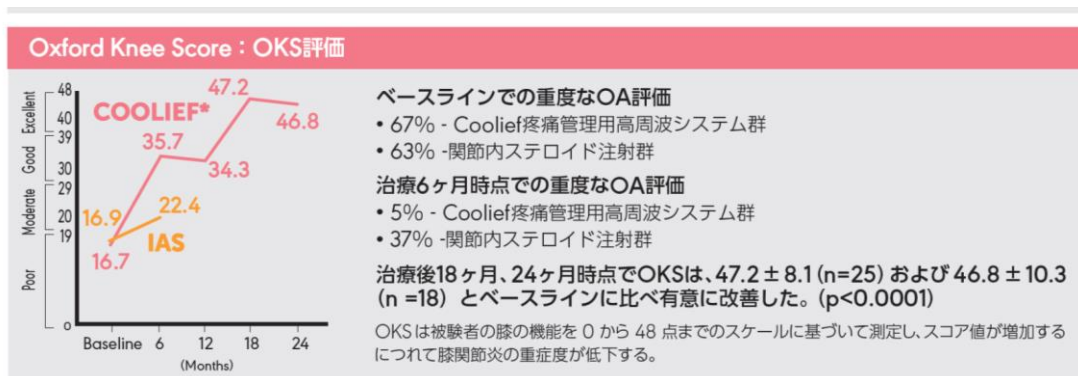 Oxford Knee Score：OKS評価
Excellent
Good
Moderate
Poor
48
40
39
30
29
20
19
0
COOLIEF*
47.2
46.8
35.7
34.3
16.9
22.4
IAS
16.7
Baseline 6 12 18 24
(Months)
ベースラインでの重度なOA評価
• 67% - Coolief疼痛管理用高周波システム群
• 63% -関節内ステロイド注射群
治療6ヶ月時点での重度なOA評価
• 5% - Coolief疼痛管理用高周波システム群
• 37% -関節内ステロイド注射群
治療後18ヶ月、24ヶ月時点でOKSは、47.2±8.1(n=25) および46.8±10.3
(n =18) とベースラインに比べ有意に改善した。(p<0.0001)
OKSは被験者の膝の機能を 0 から 48 点までのスケールに基づいて測定し、スコア値が増加する
につれて膝関節炎の重症度が低下する。